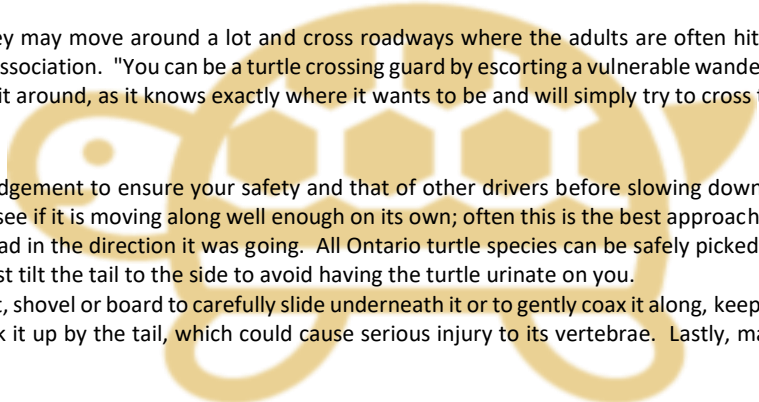 ey may move around a lot and cross roadways where the adults are often hit
ssociation. "You can be a turtle crossing guard by escorting a vulnerable wande
it around, as it knows exactly where it wants to be and will simply try to cross t
dgement to ensure your safety and that of other drivers before slowing down
see if it is moving along well enough on its own; often this is the best approach
ad in the direction it was going. All Ontario turtle species can be safely picked
st tilt the tail to the side to avoid having the turtle urinate on you.
t, shovel or board to carefully slide underneath it or to gently coax it along, keep
k it up by the tail, which could cause serious injury to its vertebrae. Lastly, ma